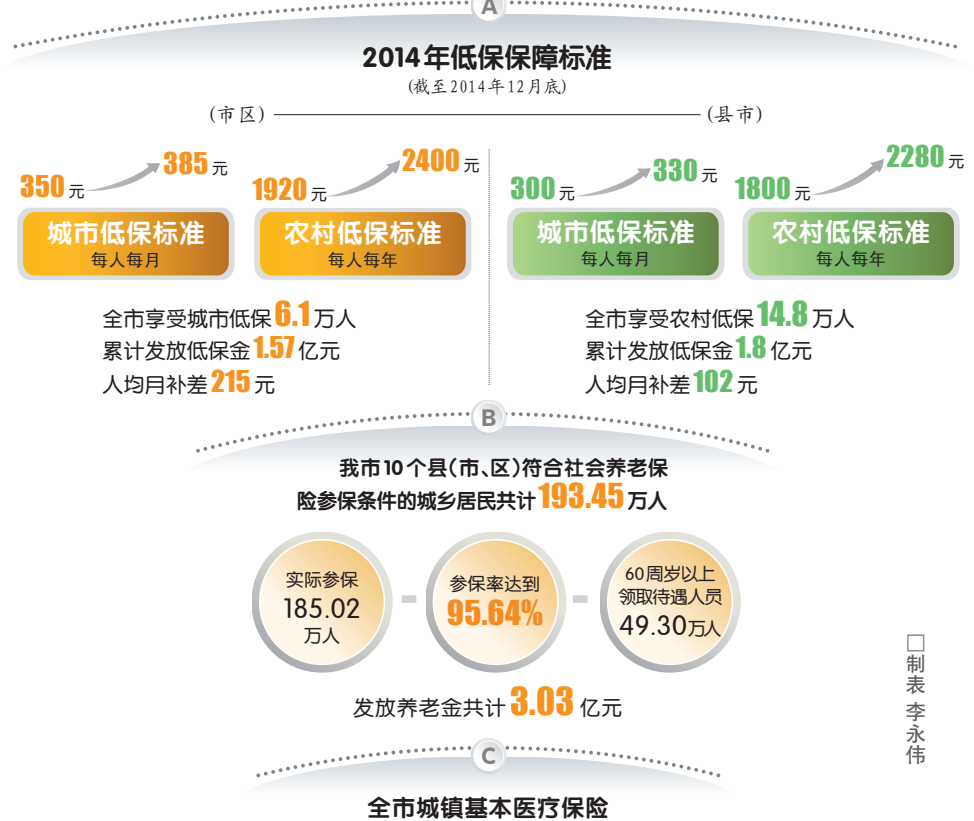 A
2014年低保保障标准
(截至2014年12月底)
(市区)
(县市)
350元
385元
1920元
2400元
300元
330元
1800元
2280元
城市低保标准
每人每月
农村低保标准
每人每年
城市低保标准
每人每月
农村低保标准
每人每年
全市享受城市低保6.1万人
累计发放低保金1.57亿元
人均月补差215元
全市享受农村低保14.8万人
累计发放低保金1.8亿元
人均月补差102元
B
我市10个县(市、区)符合社会养老保
险参保条件的城乡居民共计193.45万人
实际参保
185.02
万人
参保率达到
95.64%
60周岁以上
领取待遇人员
49.30万人
发放养老金共计3.03亿元
□制表 李永伟
C
全市城镇基本医疗保险